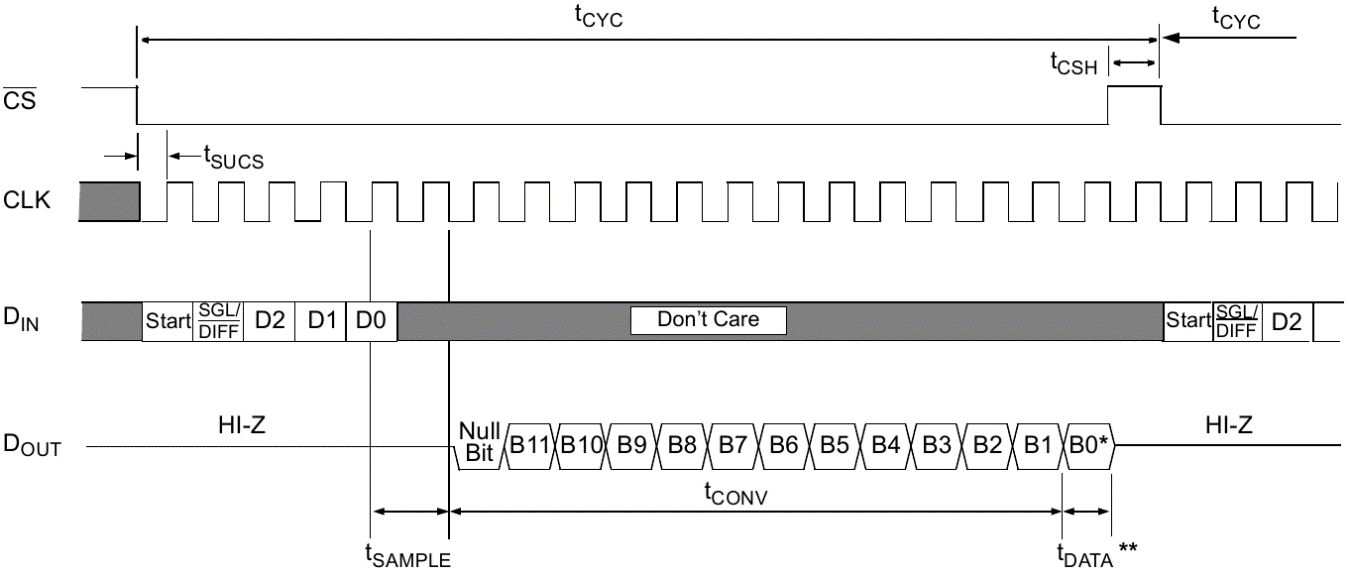 tCYC
tCYC
tCSH
CS
tSUCS
CLK
DIN
Start
SGL/
DIFF
D2
D1
D0
Don't Care
Start
SGL/
DIFF
D2
HI-Z
HI-Z
DOUT
Null
Bit
B11
B10
B9
B8
B7
B6
B5
B4
B3
B2
B1
B0*
tCONV
tSAMPLE
tDATA **